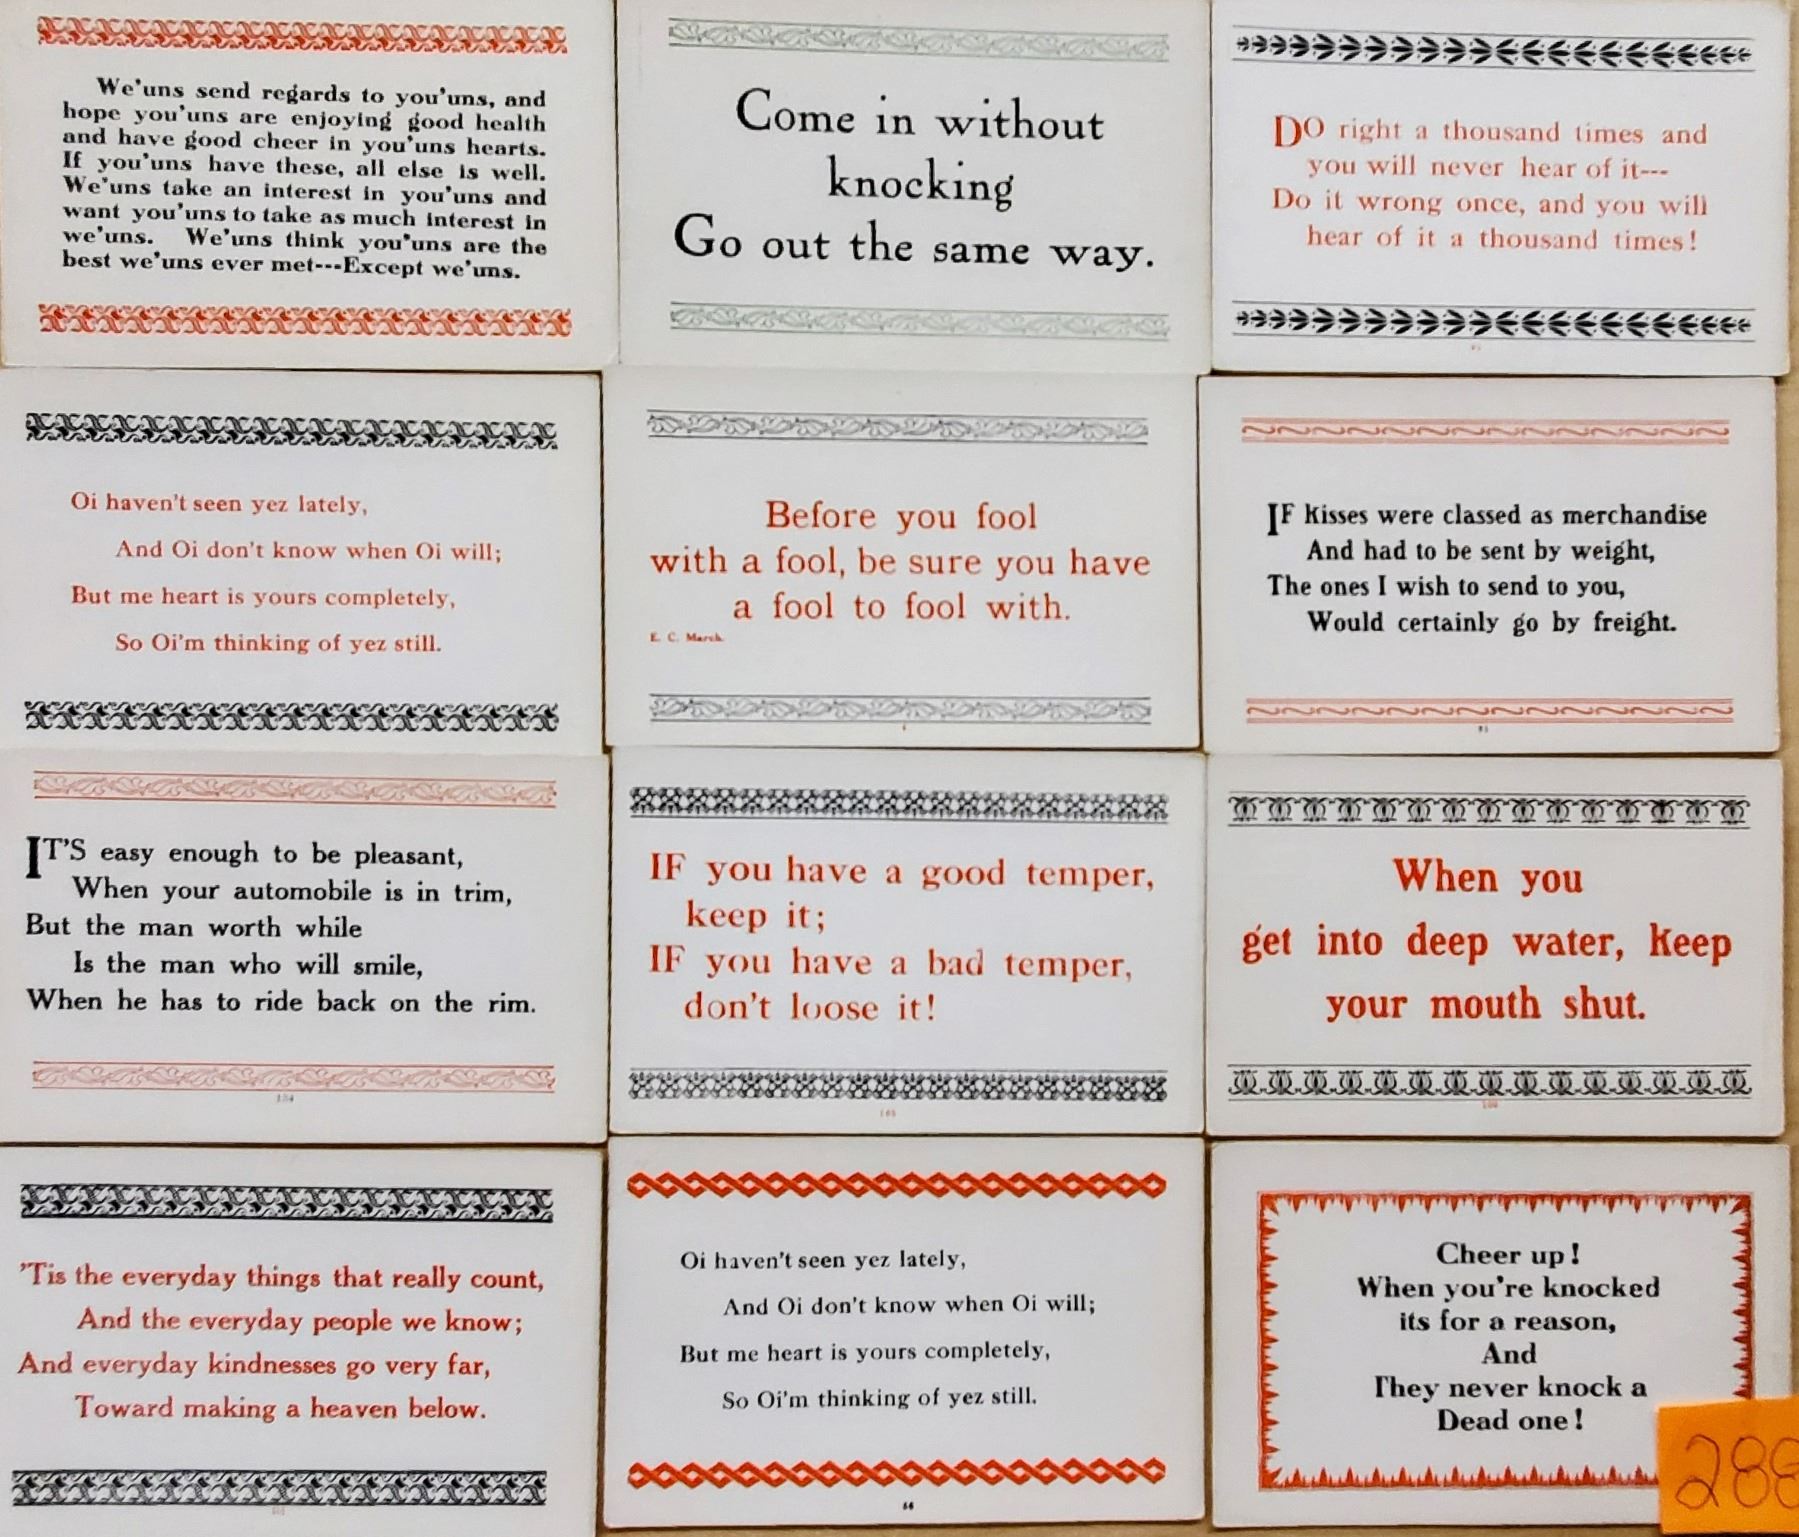 We'uns send regards to you'uns, and
hope you'uns are enjoying good health
and have good cheer in you'uns hearts.
If you'uns have these, all else is well.
We'uns take an interest in you'uns and
want you'uns to take as much interest in
we'uns. We'uns think you'uns are the
best we'uns ever met---Except we'uns.
Come in without
knocking
Go out the same way.
DO right a thousand times and
you will never hear of it---
Do it wrong once, and you will
hear of it a thousand times!
Oi haven't seen yez lately,
And Oi don't know when Oi will;
But me heart is yours completely,
So Oi'm thinking of yez still.
Before you fool
with a fool, be sure you have
a fool to fool with.
E. C. March.
IF kisses were classed as merchandise
And had to be sent by weight,
The ones I wish to send to you,
Would certainly go by freight.
IT'S easy enough to be pleasant,
When your automobile is in trim,
But the man worth while
Is the man who will smile,
When he has to ride back on the rim.
IF you have a good temper,
keep it;
IF you have a bad temper,
don't loose it!
When you
get into deep water, keep
your mouth shut.
'Tis the everyday things that really count,
And the everyday people we know;
And everyday kindnesses go very far,
Toward making a heaven below.
Oi haven't seen yez lately,
And Oi don't know when Oi will;
But me heart is yours completely,
So Oi'm thinking of yez still.
Cheer up!
When you're knocked
its for a reason,
And
They never knock a
Dead one!
288